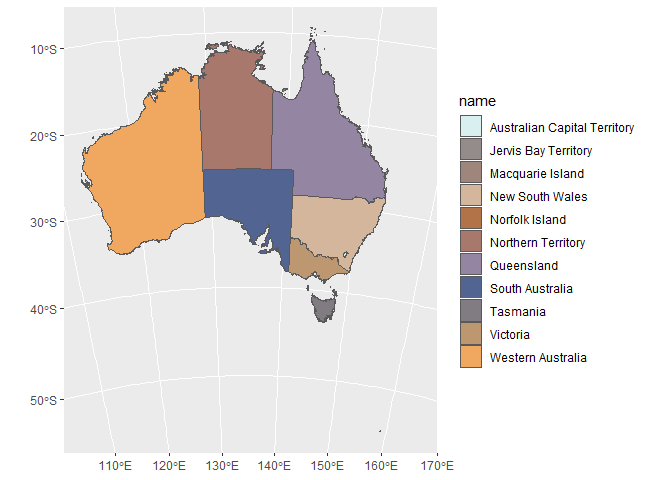 10°S
20°S
30°S
40°S
50°S
110°E 120°E 130°E 140°E 150°E 160°E 170°E
name
Australian Capital Territory
Jervis Bay Territory
Macquarie Island
New South Wales
Norfolk Island
Northern Territory
Queensland
South Australia
Tasmania
Victoria
Western Australia